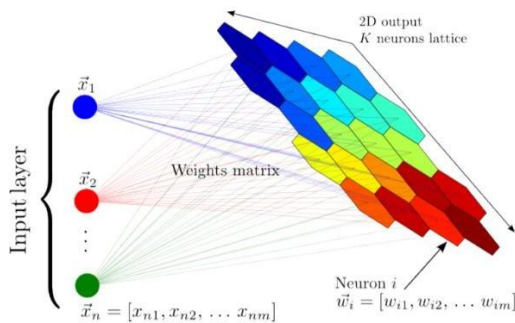 2D output
K neurons lattice
x⃗₁
Input layer
Weights matrix
x⃗₂
⋮
Neuron i
w⃗ᵢ = [wᵢ₁, wᵢ₂, … wᵢₘ]
x⃗ₙ = [xₙ₁, xₙ₂, … xₙₘ]